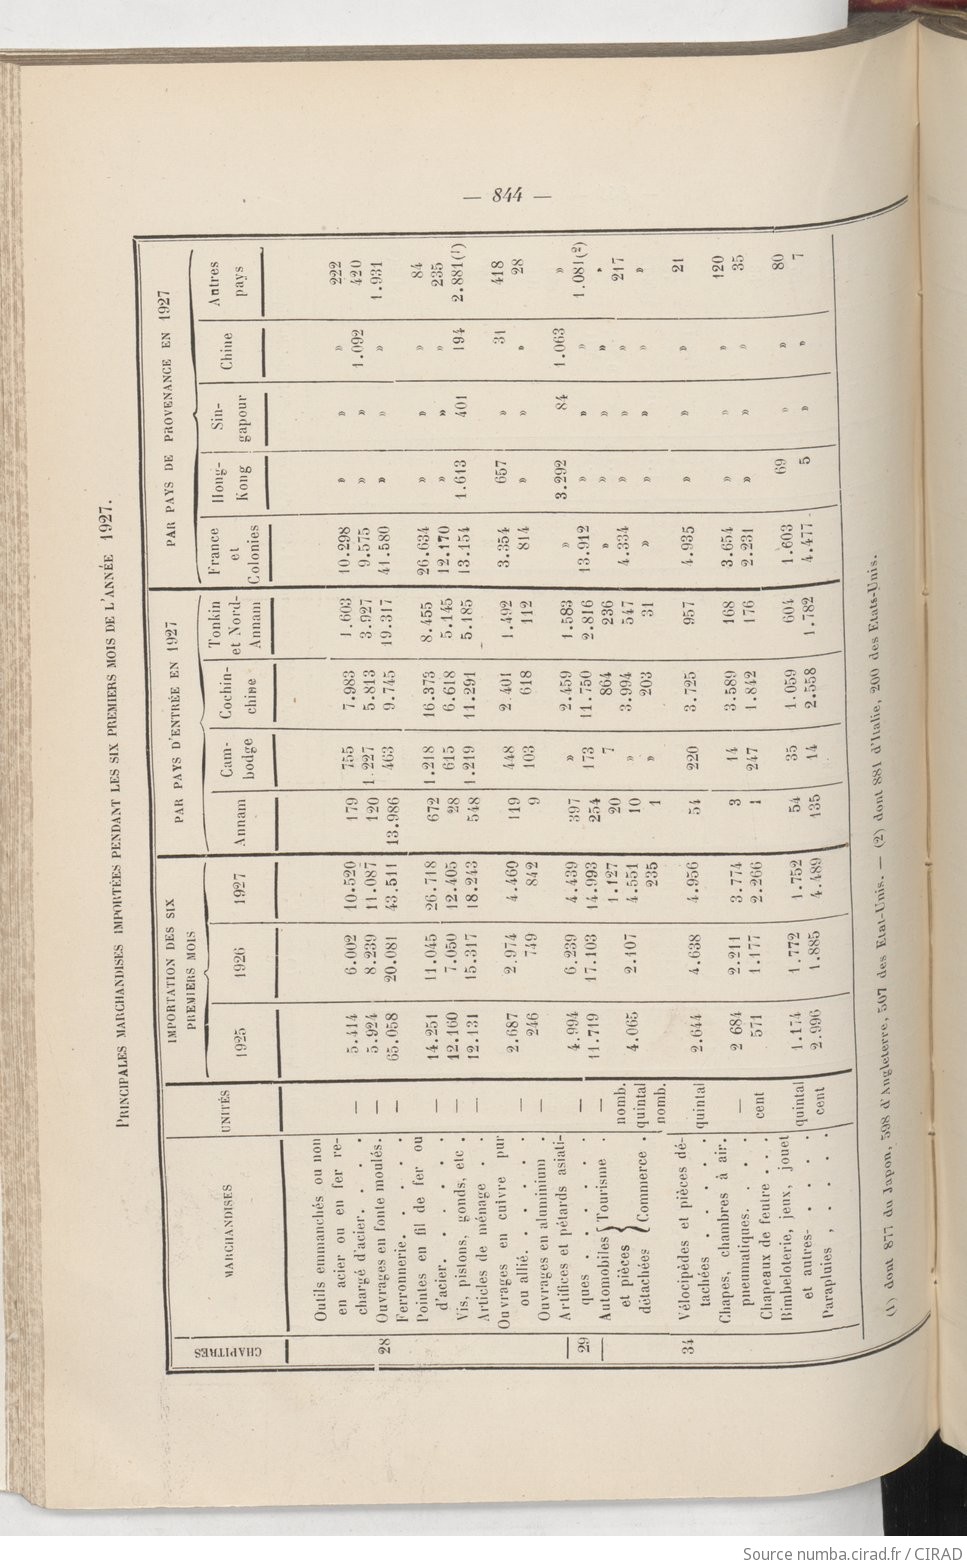 — 844 —
PRINCIPALES MARCHANDISES IMPORTÉES PENDANT LES SIX PREMIERS MOIS DE L'ANNÉE 1927.
CHAPITRES | MARCHANDISES | UNITÉS | IMPORTATION DES SIX PREMIERS MOIS | PAR PAYS D'ENTRÉE EN 1927 | PAR PAYS DE PROVENANCE EN 1927
1925 | 1926 | 1927 | Annam | Cam-bodge | Cochin-chine | Tonkin et Nord-Annam | France et Colonies | Hong-Kong | Sin-gapour | Chine | Autres pays
Outils emmanchés ou non
en acier ou en fer re-
chargé d'acier. . . . — 5.414 6.002 10.520 179 755 7.983 1.603 10.298 » » » 222
28 Ouvrages en fonte moulés. — 5.924 8.239 11.087 120 1.227 5.813 3.927 9.575 » » 1.092 420
Ferronnerie. . . . . — 65.058 20.081 43.511 13.986 463 9.745 19.317 41.580 » » » 1.931
Pointes en fil de fer ou
d'acier. . . . . . — 14.251 11.045 26.718 672 1.218 16.373 8.455 26.634 » » » 84
Vis, pistons, gonds, etc . — 12.160 7.050 12.405 28 615 6.618 5.145 12.170 » » » 235
Articles de ménage . . — 12.131 15.317 18.243 548 1.219 11.291 5.185 13.154 1.613 401 194 2.881(1)
Ouvrages en cuivre pur
ou allié. . . . . . — 2.687 2.974 4.460 119 448 2.401 1.492 3.354 657 » 31 418
Ouvrages en aluminium . — 246 749 842 9 103 618 112 814 » » » 28
29 Artifices et pétards asiati-
ques . . . . . . — 4.994 6.239 4.439 397 » 2.459 1.583 » 3.292 84 1.063 »
Automobiles et pièces détachées { Tourisme . — 11.719 17.103 14.993 254 173 11.750 2.816 13.912 » » » 1.081(2)
nomb. 1.127 20 7 864 236 » » » » »
Commerce . quintal 4.065 2.107 4.551 10 » 3.994 547 4.334 » » » 217
nomb. 235 1 » 203 31 » » » » »
34 Vélocipèdes et pièces dé-
tachées . . . . . quintal 2.644 4.638 4.956 54 220 3.725 957 4.935 » » » 21
Chapes, chambres à air.
pneumatiques. . . . — 2 684 2.211 3.774 3 14 3.589 168 3.654 » » » 120
Chapeaux de feutre . . . cent 571 1.177 2.266 1 247 1.842 176 2.231 » » » 35
Bimbeloterie, jeux, jouet
et autres- . . . . quintal 1.174 1.772 1.752 54 35 1.059 604 1.603 69 » » 80
Parapluies , . . . . cent 2.996 1.885 4.489 135 14 2.558 1.782 4.477 5 » » 7
(1) dont 877 du Japon, 598 d'Angleterre, 507 des Etat-Unis. — (2) dont 881 d'Italie, 200 des Etats-Unis.
Source numba.cirad.fr / CIRAD